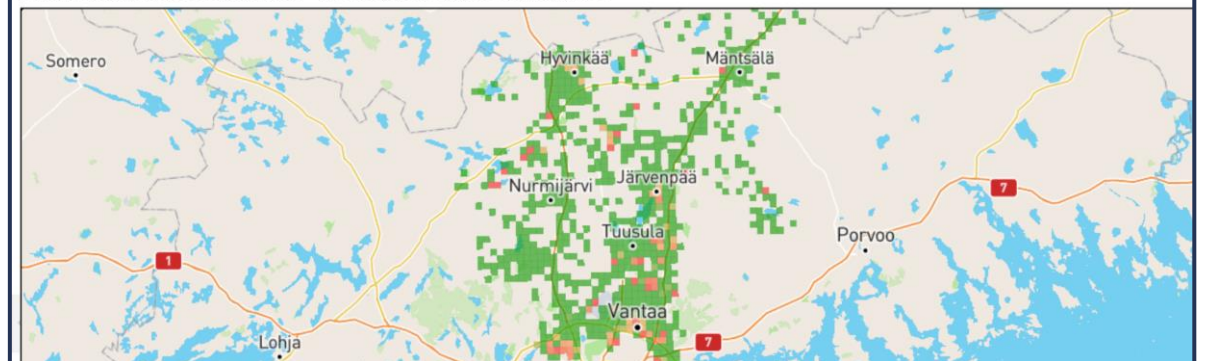 Somero
Hyvinkää
Mäntsälä
Nurmijärvi
Järvenpää
7
Tuusula
Porvoo
1
Vantaa
Lohja
7